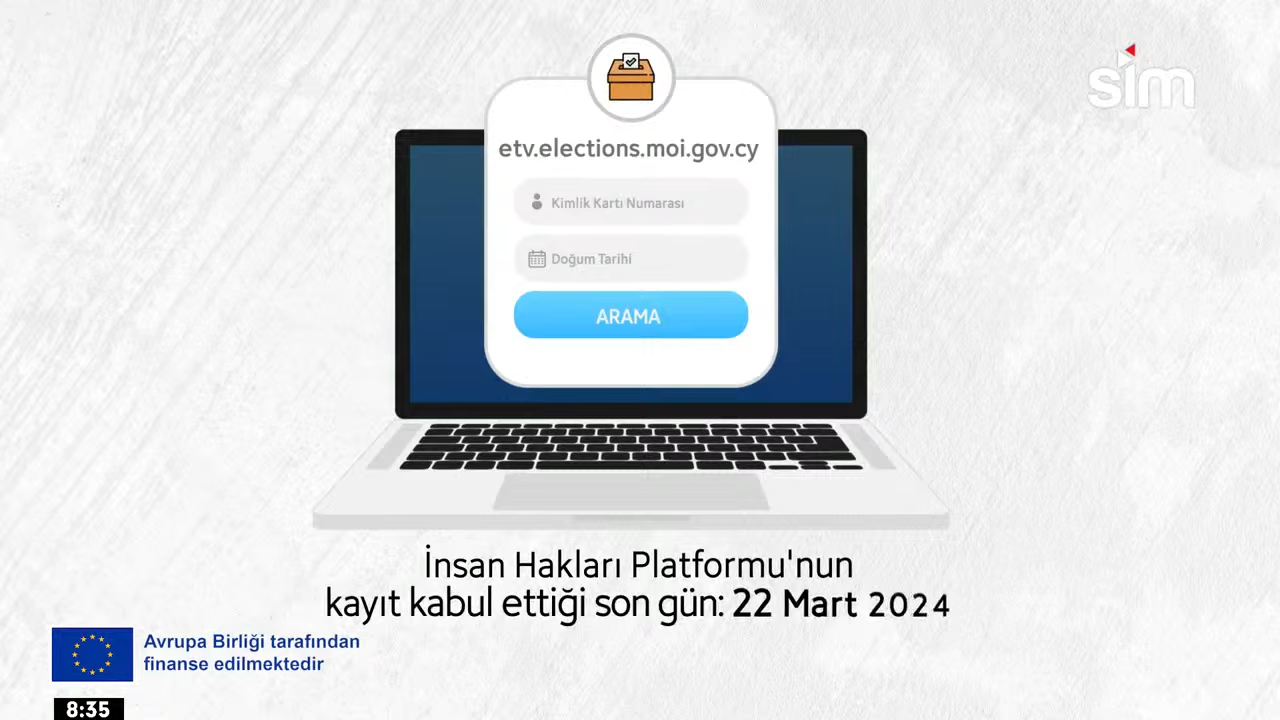 sim
etv.elections.moi.gov.cy
Kimlik Kartı Numarası
Doğum Tarihi
ARAMA
İnsan Hakları Platformu'nun
kayıt kabul ettiği son gün: 22 Mart 2024
Avrupa Birliği tarafından
finanse edilmektedir
8:35